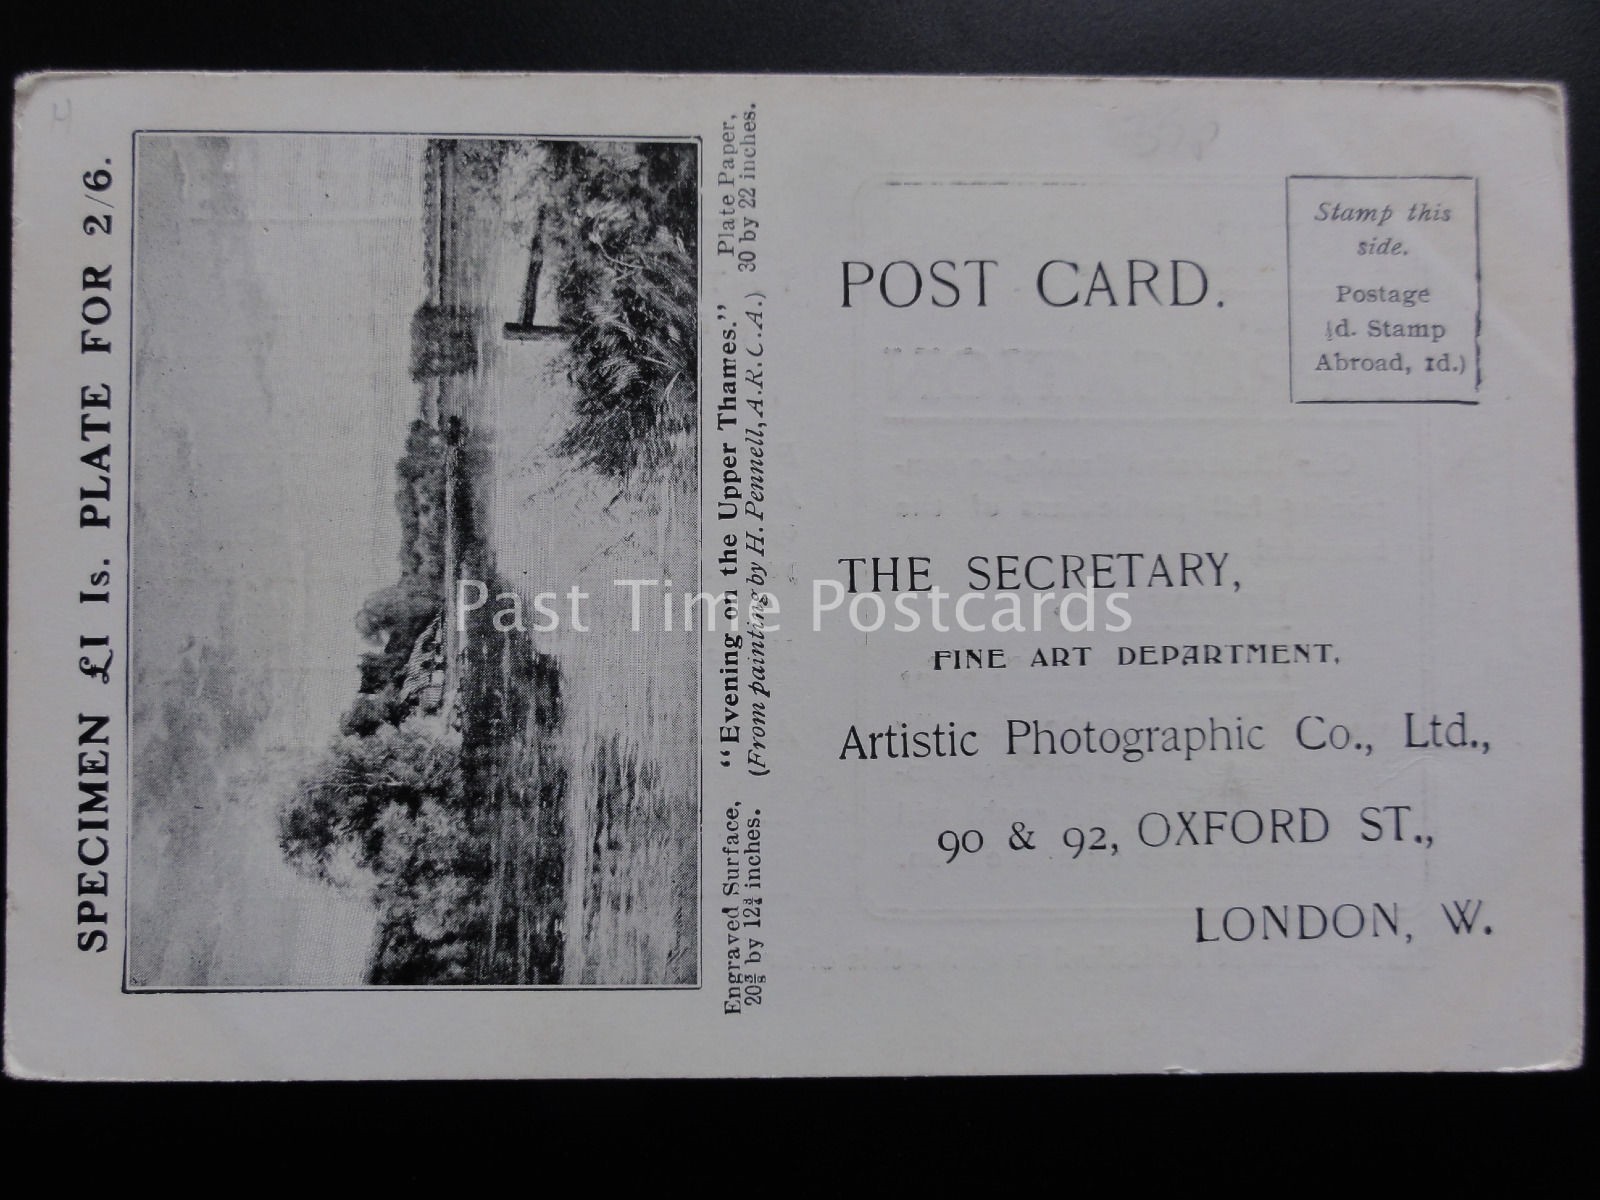 SPECIMEN £1 1s. PLATE FOR 2/6.
Engraved Surface, "Evening on the Upper Thames." Plate Paper,
20⅝ by 12¾ inches. (From painting by H. Pennell, A.R.C.A.) 30 by 22 inches.
POST CARD.
Stamp this
side.
Postage
½d. Stamp
Abroad, 1d.)
THE SECRETARY,
FINE ART DEPARTMENT,
Artistic Photographic Co., Ltd.,
90 & 92, OXFORD ST.,
LONDON, W.
Past Time Postcards